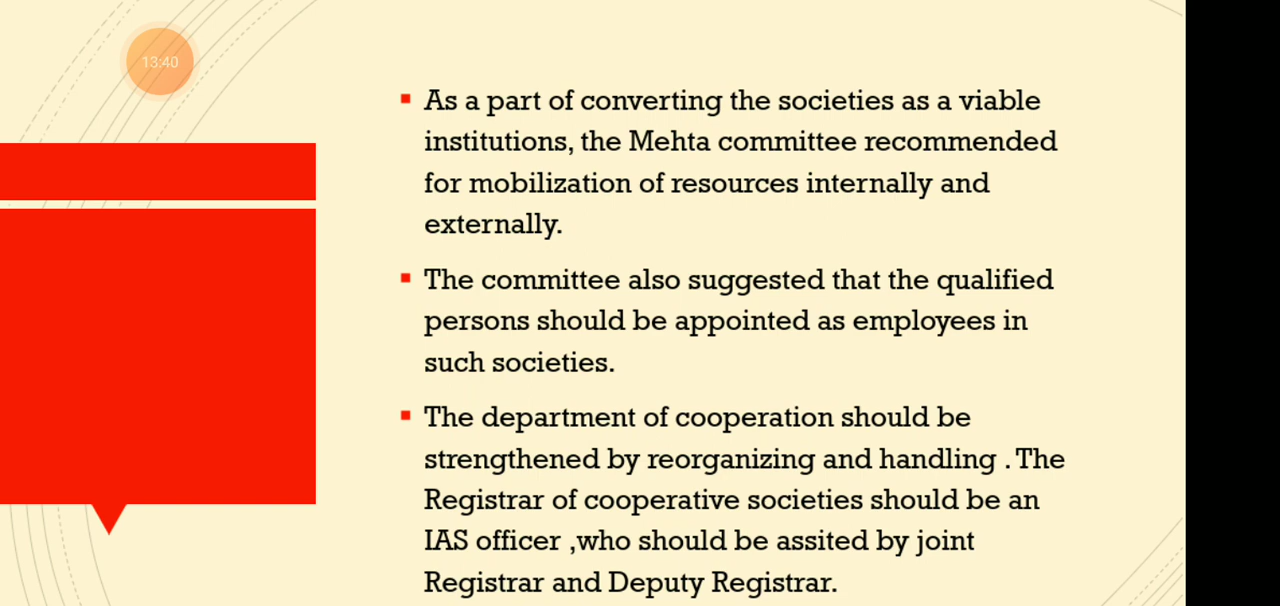 13:40
As a part of converting the societies as a viable
institutions, the Mehta committee recommended
for mobilization of resources internally and
externally.
The committee also suggested that the qualified
persons should be appointed as employees in
such societies.
The department of cooperation should be
strengthened by reorganizing and handling . The
Registrar of cooperative societies should be an
IAS officer ,who should be assited by joint
Registrar and Deputy Registrar.